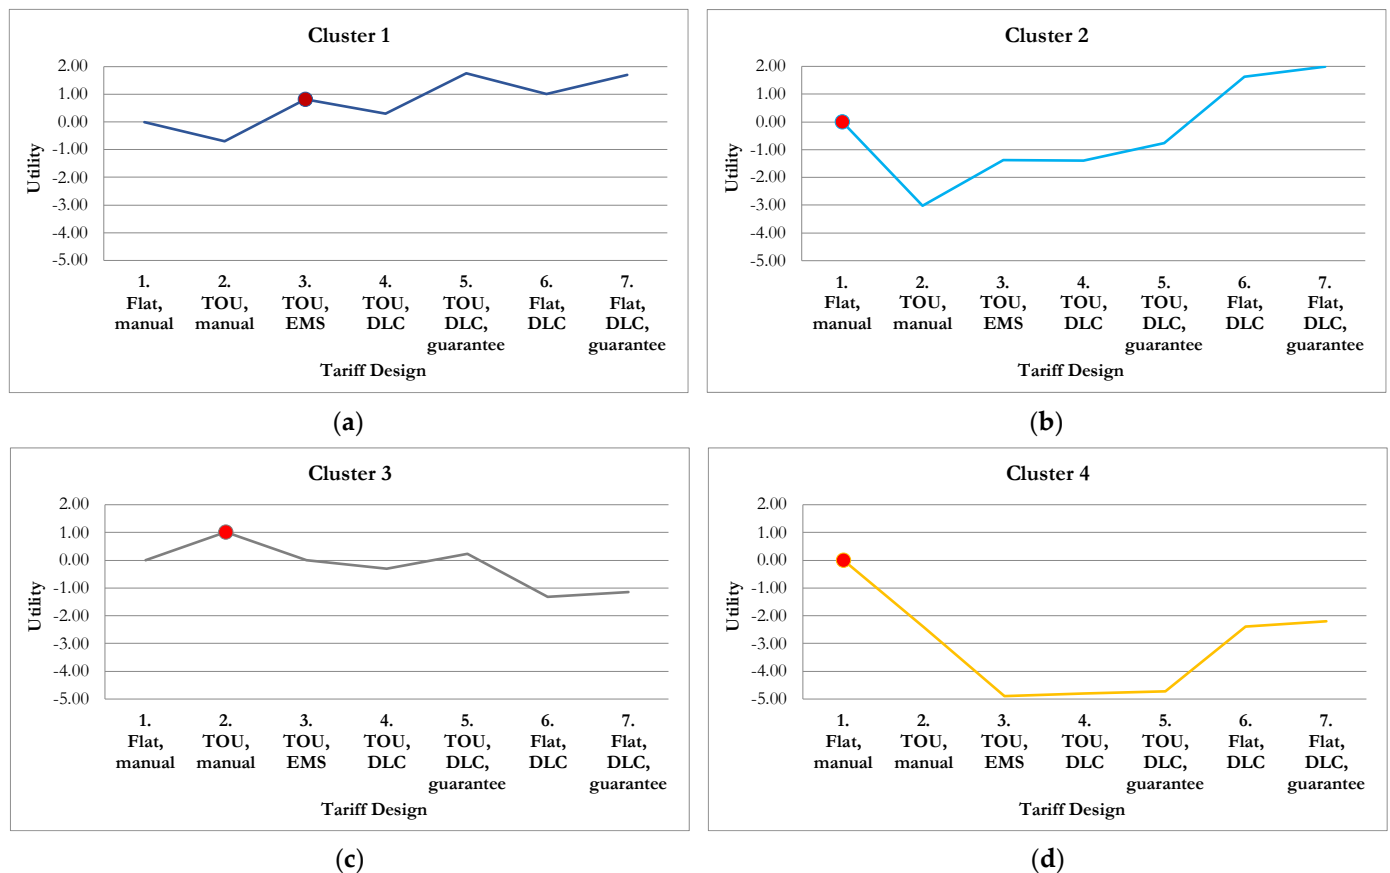 Cluster 1
Utility
2.00
1.00
0.00
-1.00
-2.00
-3.00
-4.00
-5.00
1. 2. 3. 4. 5. 6. 7.
Flat, TOU, TOU, TOU, TOU, Flat, Flat,
manual manual EMS DLC DLC, DLC DLC,
guarantee guarantee
Tariff Design
(a)
Cluster 2
Utility
2.00
1.00
0.00
-1.00
-2.00
-3.00
-4.00
-5.00
1. 2. 3. 4. 5. 6. 7.
Flat, TOU, TOU, TOU, TOU, Flat, Flat,
manual manual EMS DLC DLC, DLC DLC,
guarantee guarantee
Tariff Design
(b)
Cluster 3
Utility
2.00
1.00
0.00
-1.00
-2.00
-3.00
-4.00
-5.00
1. 2. 3. 4. 5. 6. 7.
Flat, TOU, TOU, TOU, TOU, Flat, Flat,
manual manual EMS DLC DLC, DLC DLC,
guarantee guarantee
Tariff Design
(c)
Cluster 4
Utility
2.00
1.00
0.00
-1.00
-2.00
-3.00
-4.00
-5.00
1. 2. 3. 4. 5. 6. 7.
Flat, TOU, TOU, TOU, TOU, Flat, Flat,
manual manual EMS DLC DLC, DLC DLC,
guarantee guarantee
Tariff Design
(d)